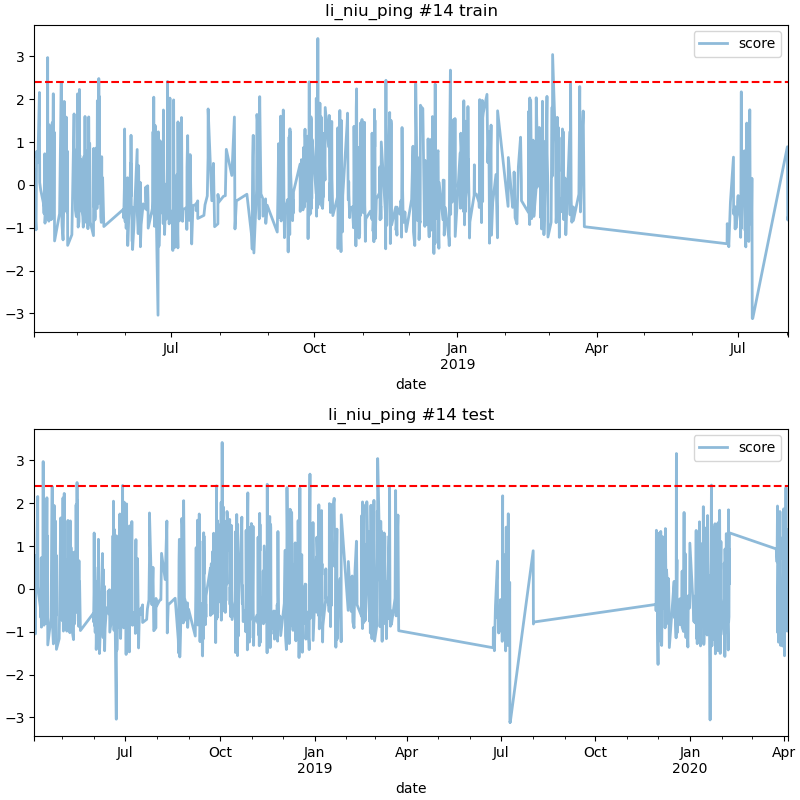 li_niu_ping #14 train
score
3
2
1
0
−1
−2
−3
Jul Oct Jan Apr Jul
2019
date
li_niu_ping #14 test
score
3
2
1
0
−1
−2
−3
Jul Oct Jan Apr Jul Oct Jan Apr
2019 2020
date